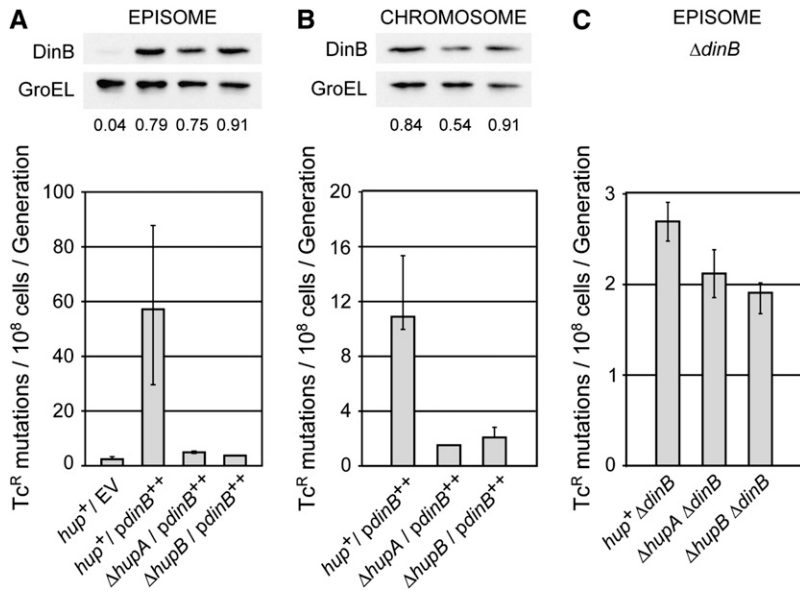 A EPISOME
DinB
GroEL
0.04 0.79 0.75 0.91
Tcᴿ mutations / 10⁸ cells / Generation
100
80
60
40
20
0
hup⁺/ EV
hup⁺/ pdinB⁺⁺
ΔhupA / pdinB⁺⁺
ΔhupB / pdinB⁺⁺
B CHROMOSOME
DinB
GroEL
0.84 0.54 0.91
Tcᴿ mutations / 10⁸ cells / Generation
20
16
12
8
4
0
hup⁺/ pdinB⁺⁺
ΔhupA / pdinB⁺⁺
ΔhupB / pdinB⁺⁺
C EPISOME
ΔdinB
Tcᴿ mutations / 10⁸ cells / Generation
3
2
1
0
hup⁺ ΔdinB
ΔhupA ΔdinB
ΔhupB ΔdinB